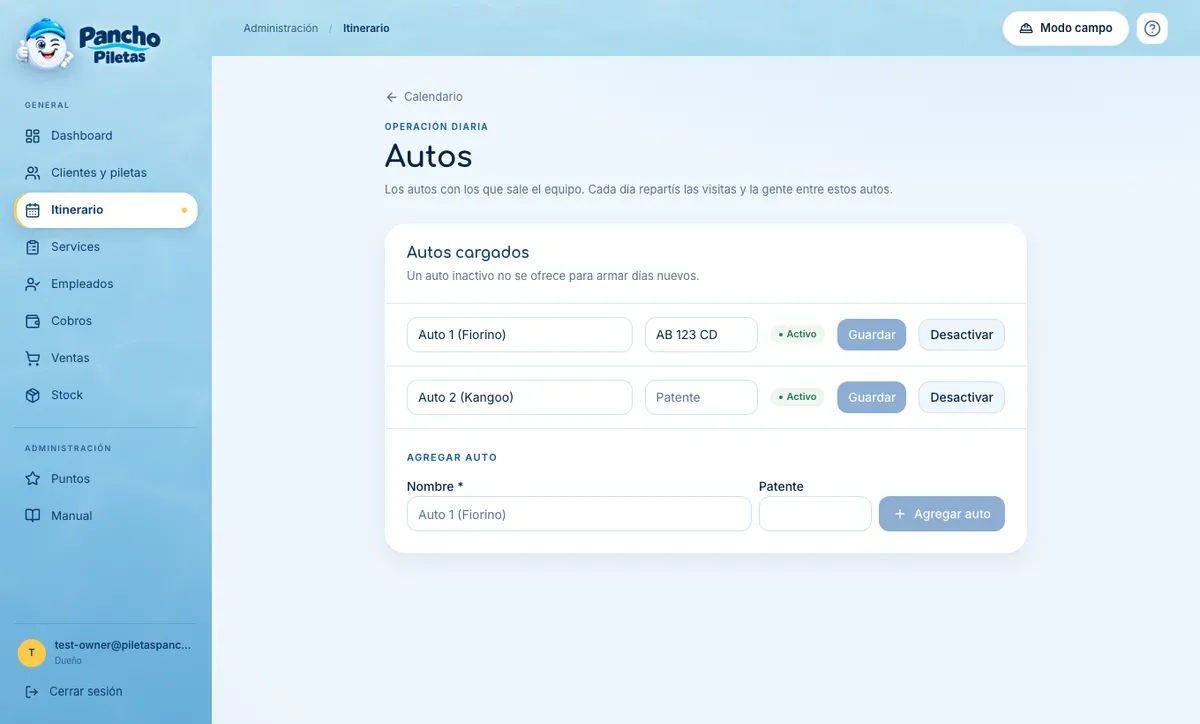 Pancho
Piletas
Administración / Itinerario
Modo campo
GENERAL
Dashboard
Clientes y piletas
Itinerario
Services
Empleados
Cobros
Ventas
Stock
ADMINISTRACIÓN
Puntos
Manual
T
test-owner@piletaspanc...
Dueño
Cerrar sesión
← Calendario
OPERACIÓN DIARIA
Autos
Los autos con los que sale el equipo. Cada día repartís las visitas y la gente entre estos autos.
Autos cargados
Un auto inactivo no se ofrece para armar días nuevos.
Auto 1 (Fiorino) AB 123 CD • Activo Guardar Desactivar
Auto 2 (Kangoo) Patente • Activo Guardar Desactivar
AGREGAR AUTO
Nombre * Patente
Auto 1 (Fiorino) + Agregar auto